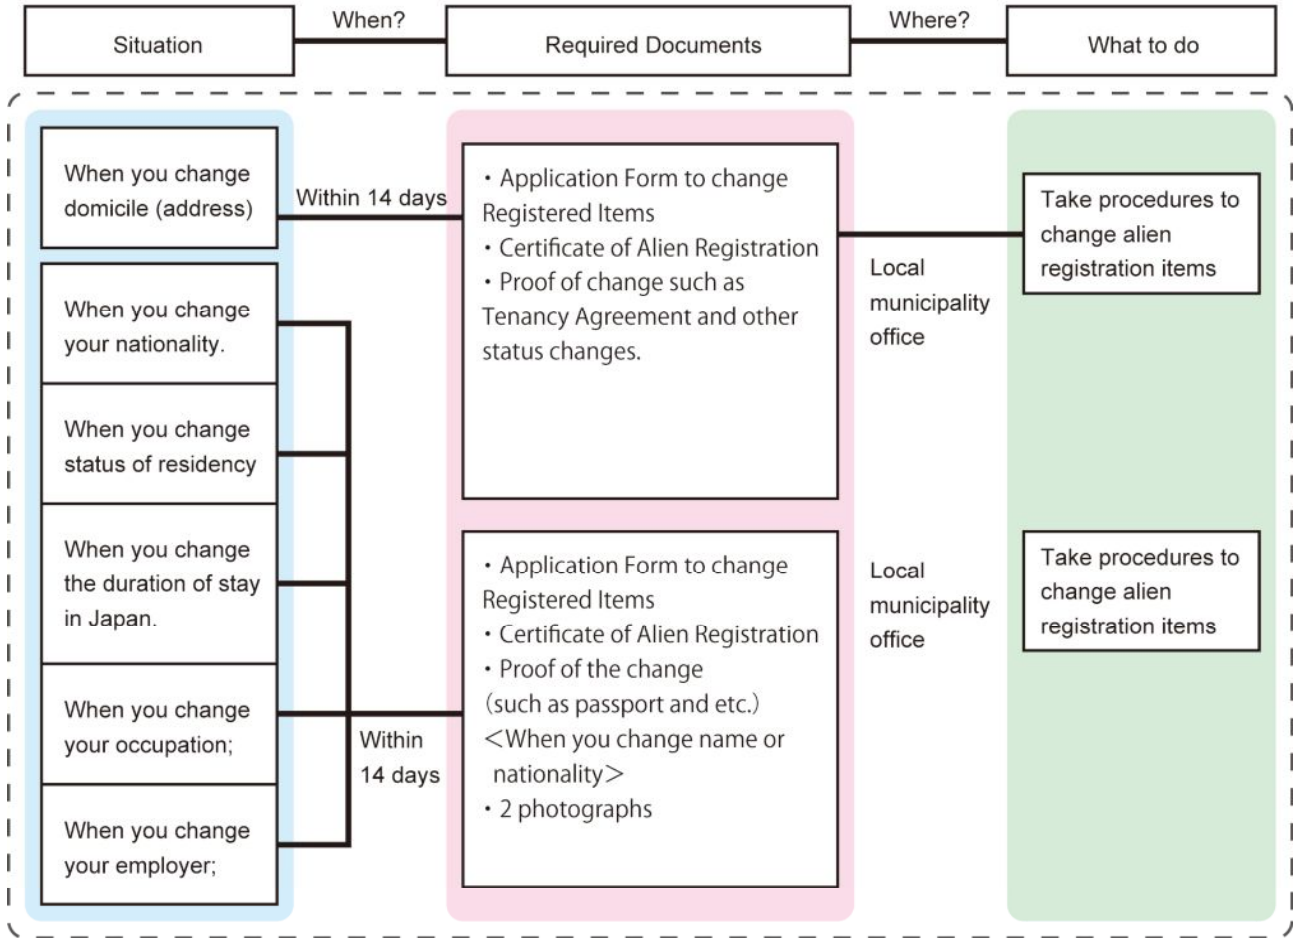 Situation
When?
Required Documents
Where?
What to do
When you change
domicile (address)
Within 14 days
・Application Form to change
Registered Items
・Certificate of Alien Registration
・Proof of change such as
Tenancy Agreement and other
status changes.
Local
municipality
office
Take procedures to
change alien
registration items
When you change
your nationality.
When you change
status of residency
When you change
the duration of stay
in Japan.
When you change
your occupation;
When you change
your employer;
Within
14 days
・Application Form to change
Registered Items
・Certificate of Alien Registration
・Proof of the change
(such as passport and etc.)
＜When you change name or
nationality＞
・2 photographs
Local
municipality
office
Take procedures to
change alien
registration items